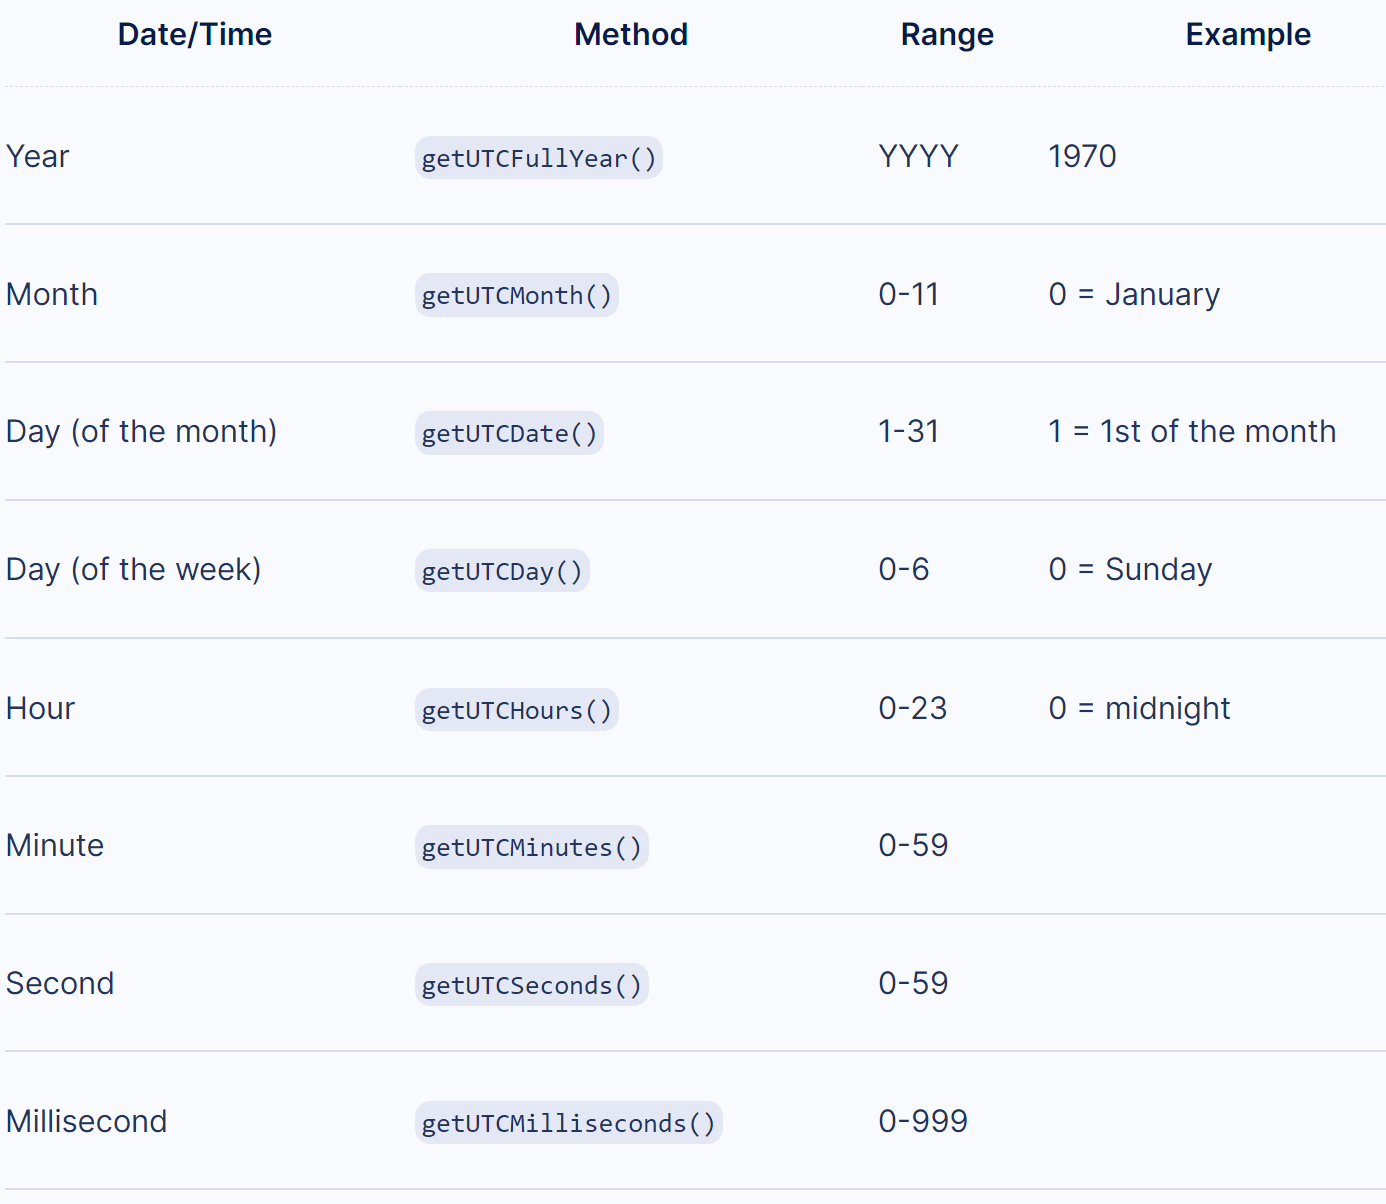 Date/Time Method Range Example
Year getUTCFullYear() YYYY 1970
Month getUTCMonth() 0-11 0 = January
Day (of the month) getUTCDate() 1-31 1 = 1st of the month
Day (of the week) getUTCDay() 0-6 0 = Sunday
Hour getUTCHours() 0-23 0 = midnight
Minute getUTCMinutes() 0-59
Second getUTCSeconds() 0-59
Millisecond getUTCMilliseconds() 0-999